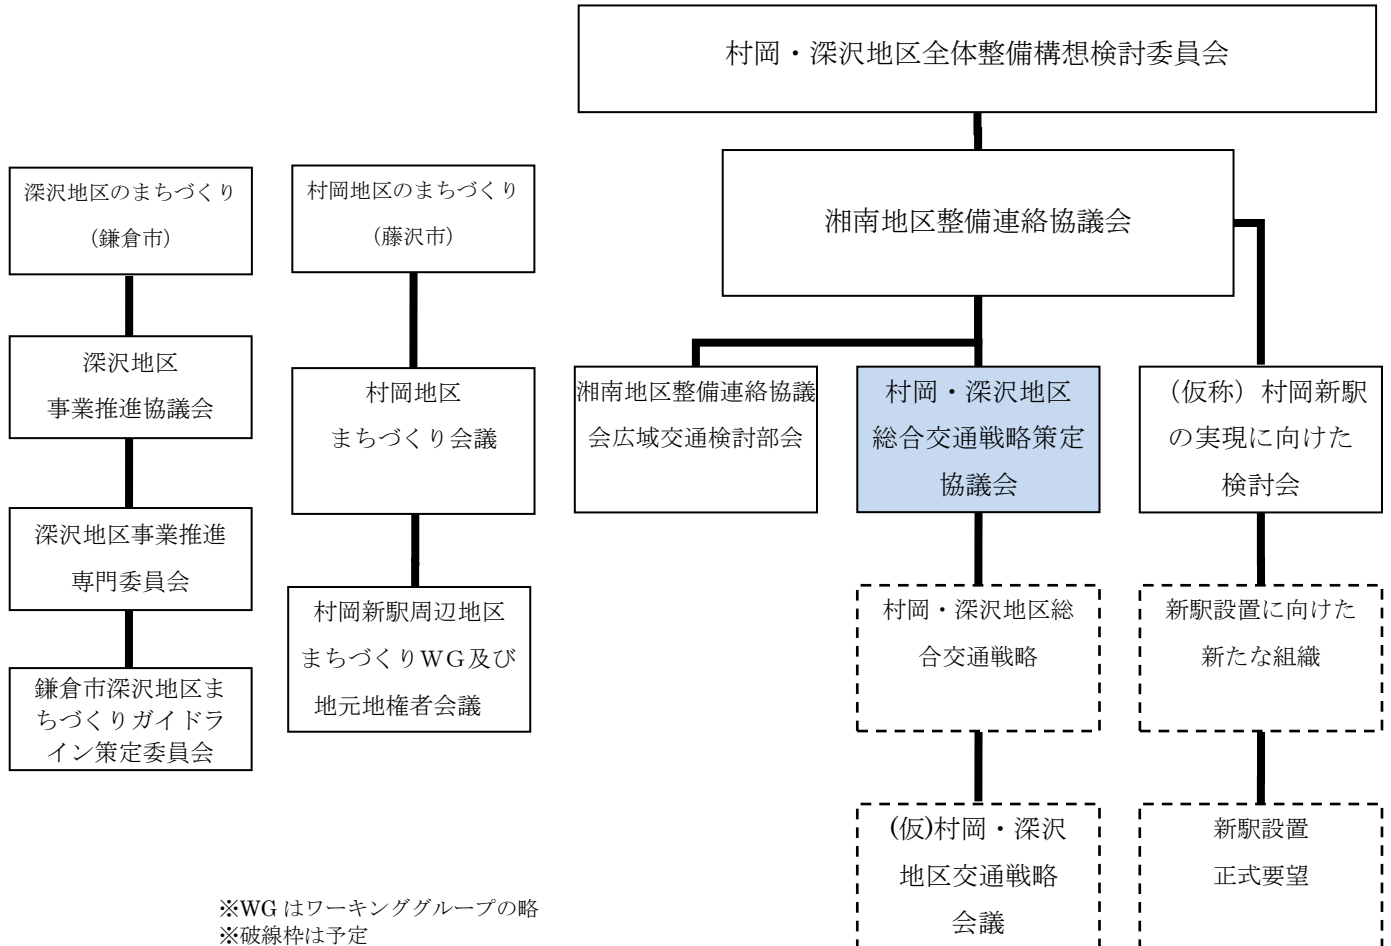 村岡・深沢地区全体整備構想検討委員会
湘南地区整備連絡協議会
深沢地区のまちづくり
（鎌倉市）
深沢地区
事業推進協議会
深沢地区事業推進
専門委員会
鎌倉市深沢地区ま
ちづくりガイドラ
イン策定委員会
村岡地区のまちづくり
（藤沢市）
村岡地区
まちづくり会議
村岡新駅周辺地区
まちづくりＷＧ及び
地元地権者会議
湘南地区整備連絡協議
会広域交通検討部会
村岡・深沢地区
総合交通戦略策定
協議会
村岡・深沢地区総
合交通戦略
(仮)村岡・深沢
地区交通戦略
会議
（仮称）村岡新駅
の実現に向けた
検討会
新駅設置に向けた
新たな組織
新駅設置
正式要望
※WG はワーキンググループの略
※破線枠は予定